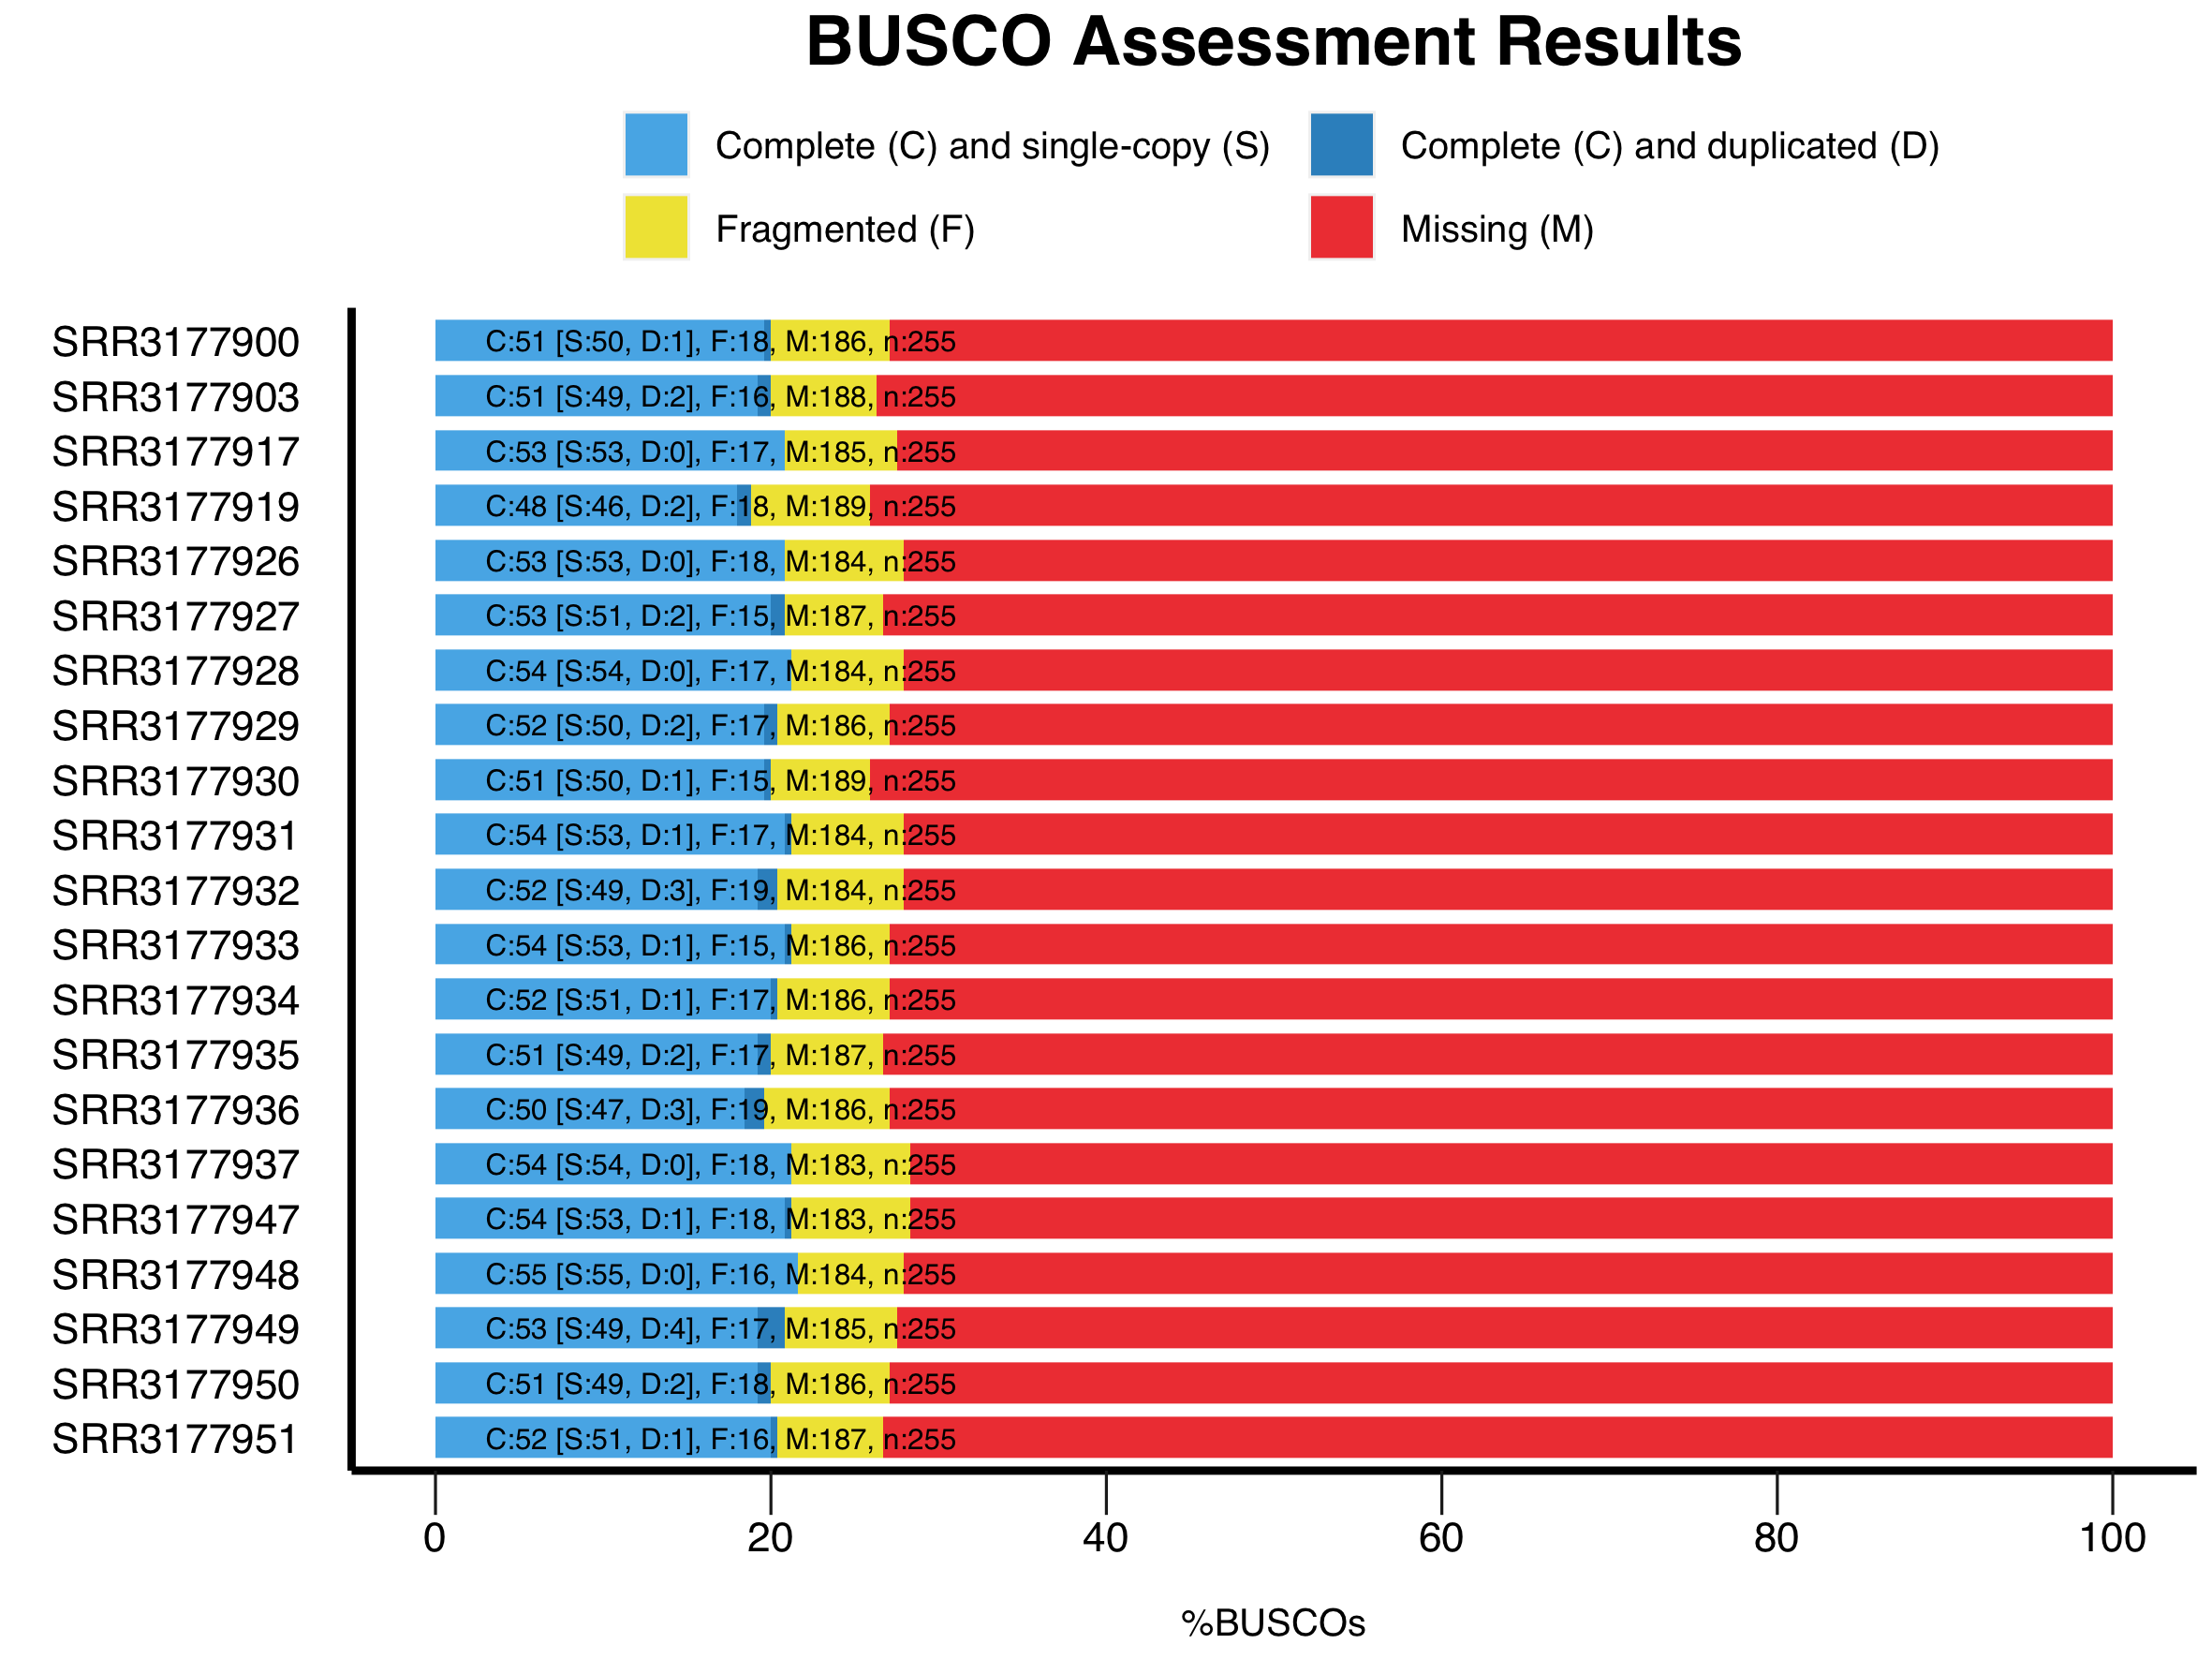 BUSCO Assessment Results
Complete (C) and single-copy (S) Complete (C) and duplicated (D)
Fragmented (F) Missing (M)
SRR3177900 C:51 [S:50, D:1], F:18, M:186, n:255
SRR3177903 C:51 [S:49, D:2], F:16, M:188, n:255
SRR3177917 C:53 [S:53, D:0], F:17, M:185, n:255
SRR3177919 C:48 [S:46, D:2], F:18, M:189, n:255
SRR3177926 C:53 [S:53, D:0], F:18, M:184, n:255
SRR3177927 C:53 [S:51, D:2], F:15, M:187, n:255
SRR3177928 C:54 [S:54, D:0], F:17, M:184, n:255
SRR3177929 C:52 [S:50, D:2], F:17, M:186, n:255
SRR3177930 C:51 [S:50, D:1], F:15, M:189, n:255
SRR3177931 C:54 [S:53, D:1], F:17, M:184, n:255
SRR3177932 C:52 [S:49, D:3], F:19, M:184, n:255
SRR3177933 C:54 [S:53, D:1], F:15, M:186, n:255
SRR3177934 C:52 [S:51, D:1], F:17, M:186, n:255
SRR3177935 C:51 [S:49, D:2], F:17, M:187, n:255
SRR3177936 C:50 [S:47, D:3], F:19, M:186, n:255
SRR3177937 C:54 [S:54, D:0], F:18, M:183, n:255
SRR3177947 C:54 [S:53, D:1], F:18, M:183, n:255
SRR3177948 C:55 [S:55, D:0], F:16, M:184, n:255
SRR3177949 C:53 [S:49, D:4], F:17, M:185, n:255
SRR3177950 C:51 [S:49, D:2], F:18, M:186, n:255
SRR3177951 C:52 [S:51, D:1], F:16, M:187, n:255
0 20 40 60 80 100
%BUSCOs